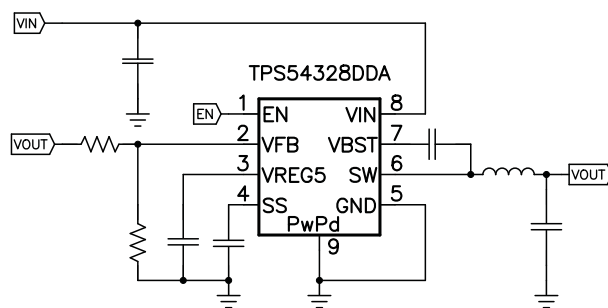 VIN
TPS54328DDA
1 EN VIN 8
EN
2 VFB VBST 7
VOUT
3 VREG5 SW 6
VOUT
4 SS GND 5
PwPd
9